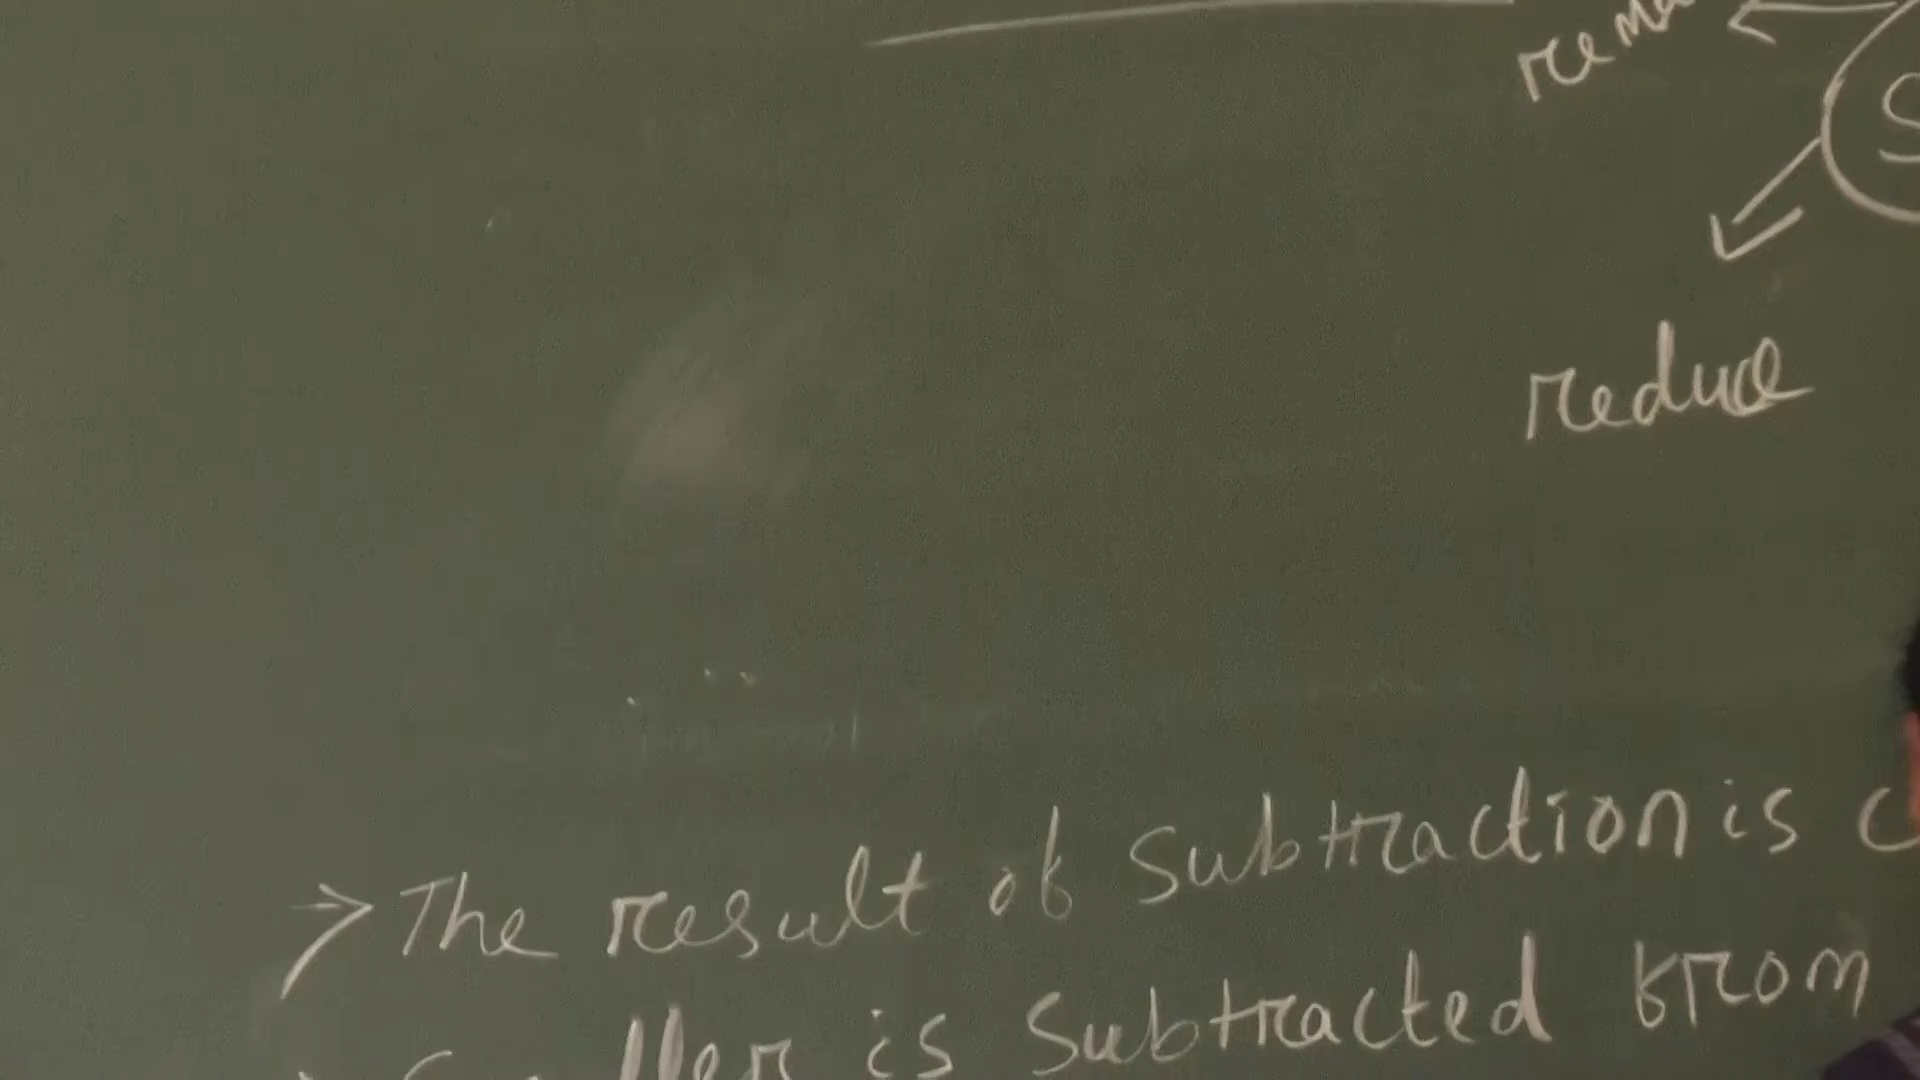 reduce
→ The result of Subtraction is
is Subtracted from